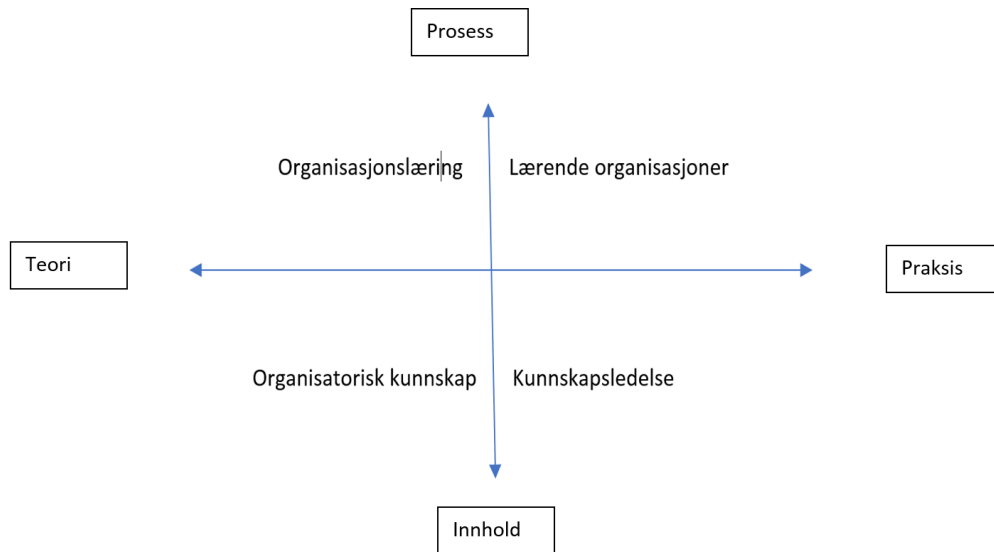 Prosess
Organisasjonslæring
Lærende organisasjoner
Teori
Praksis
Organisatorisk kunnskap
Kunnskapsledelse
Innhold